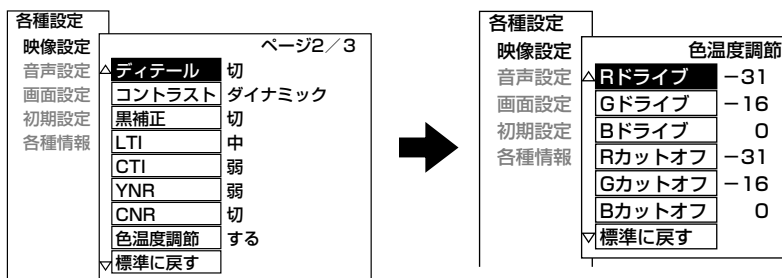 各種設定
映像設定
音声設定
画面設定
初期設定
各種情報
ページ2/3
ディテール 切
コントラスト ダイナミック
黒補正 切
LTI 中
CTI 弱
YNR 弱
CNR 切
色温度調節 する
標準に戻す
各種設定
映像設定
音声設定
画面設定
初期設定
各種情報
色温度調節
Rドライブ −31
Gドライブ −16
Bドライブ 0
Rカットオフ −31
Gカットオフ −16
Bカットオフ 0
標準に戻す